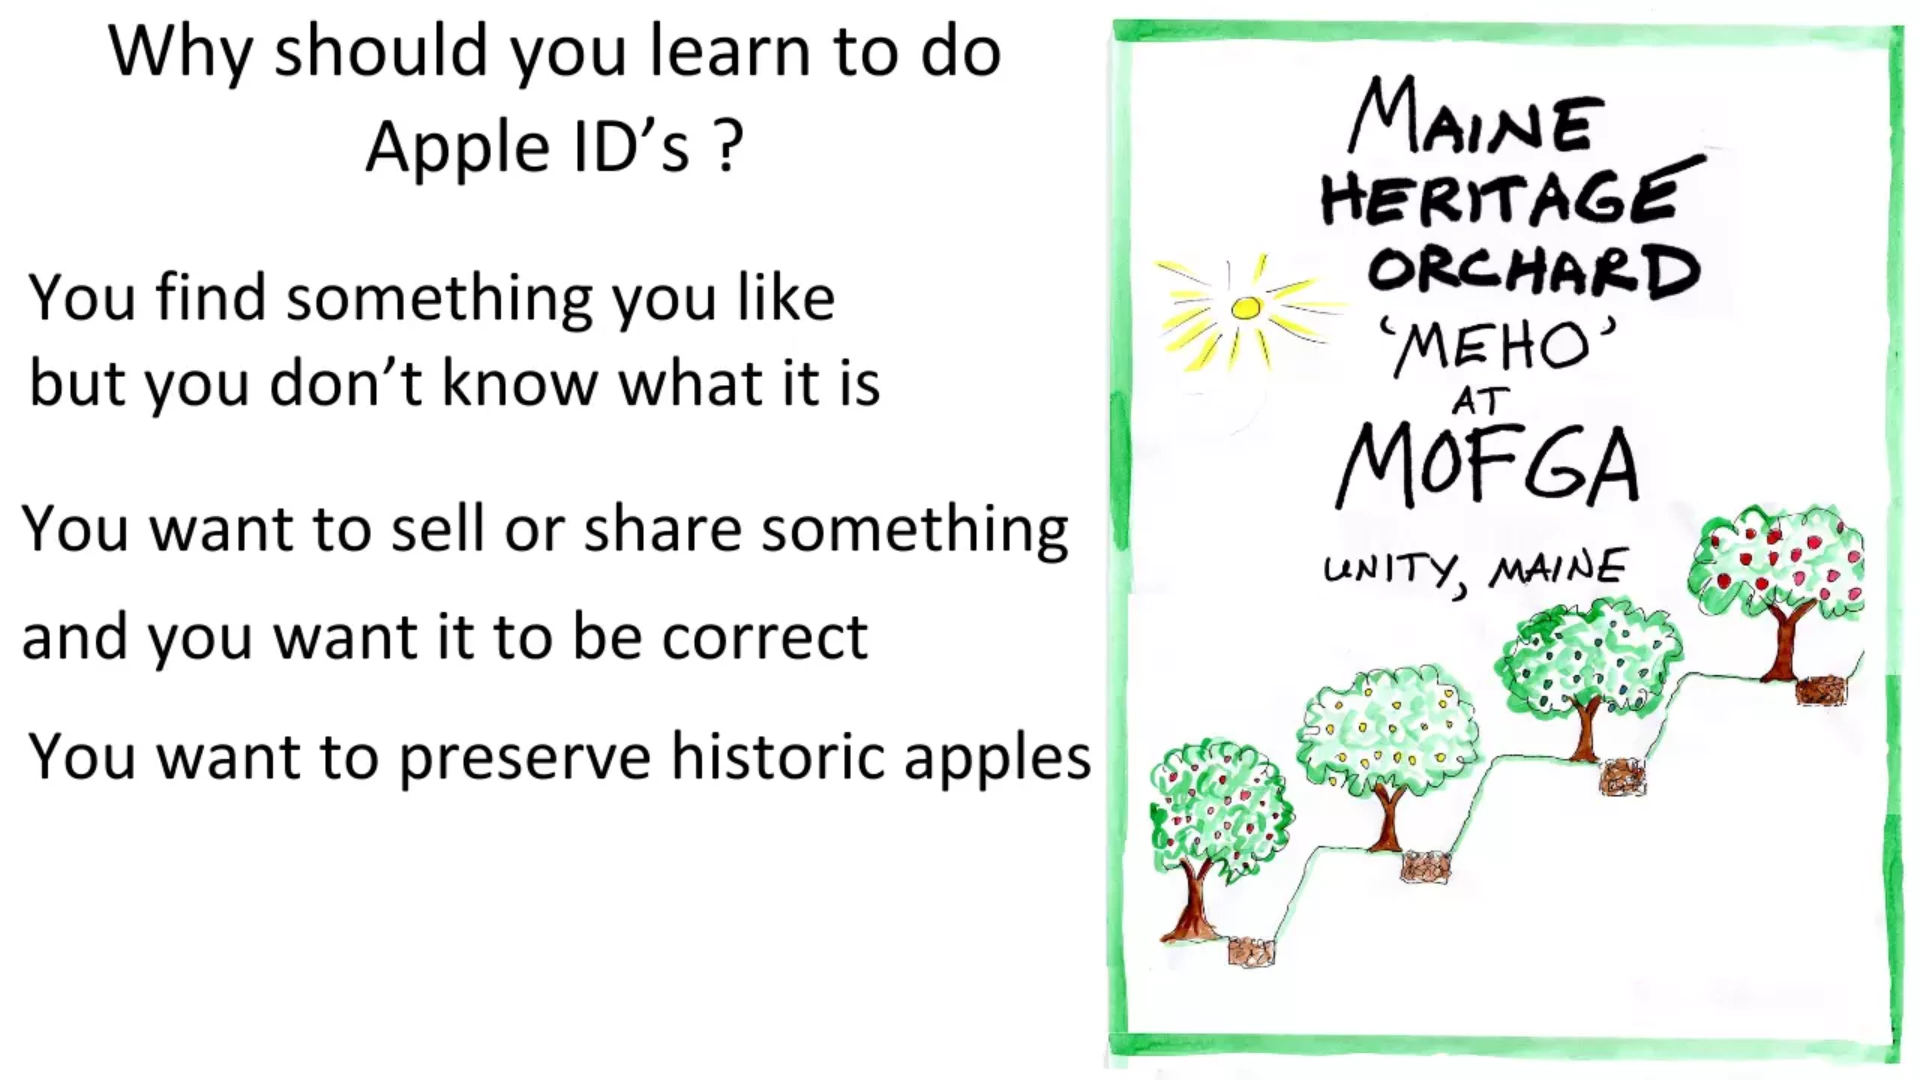 Why should you learn to do
Apple ID’s ?
You find something you like
but you don’t know what it is
You want to sell or share something
and you want it to be correct
You want to preserve historic apples
MAINE
HERITAGE
ORCHARD
‘MEHO’
AT
MOFGA
UNITY, MAINE